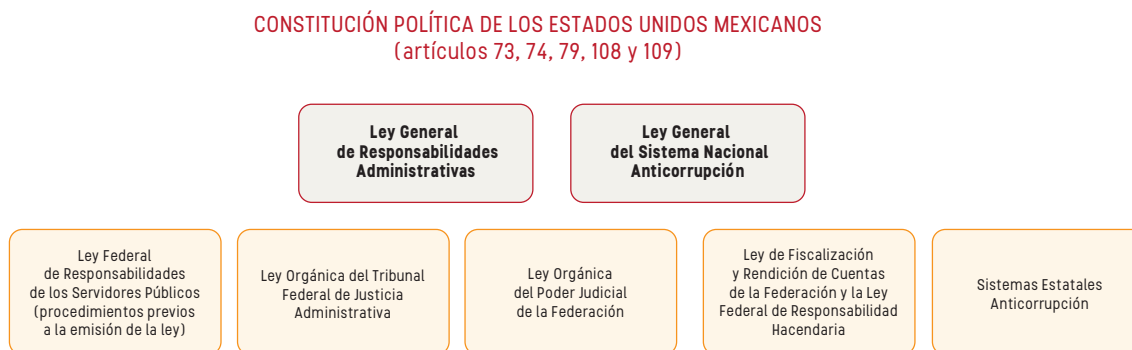 CONSTITUCIÓN POLÍTICA DE LOS ESTADOS UNIDOS MEXICANOS
(artículos 73, 74, 79, 108 y 109)
Ley General
de Responsabilidades
Administrativas
Ley General
del Sistema Nacional
Anticorrupción
Ley Federal
de Responsabilidades
de los Servidores Públicos
(procedimientos previos
a la emisión de la ley)
Ley Orgánica del Tribunal
Federal de Justicia
Administrativa
Ley Orgánica
del Poder Judicial
de la Federación
Ley de Fiscalización
y Rendición de Cuentas
de la Federación y la Ley
Federal de Responsabilidad
Hacendaria
Sistemas Estatales
Anticorrupción